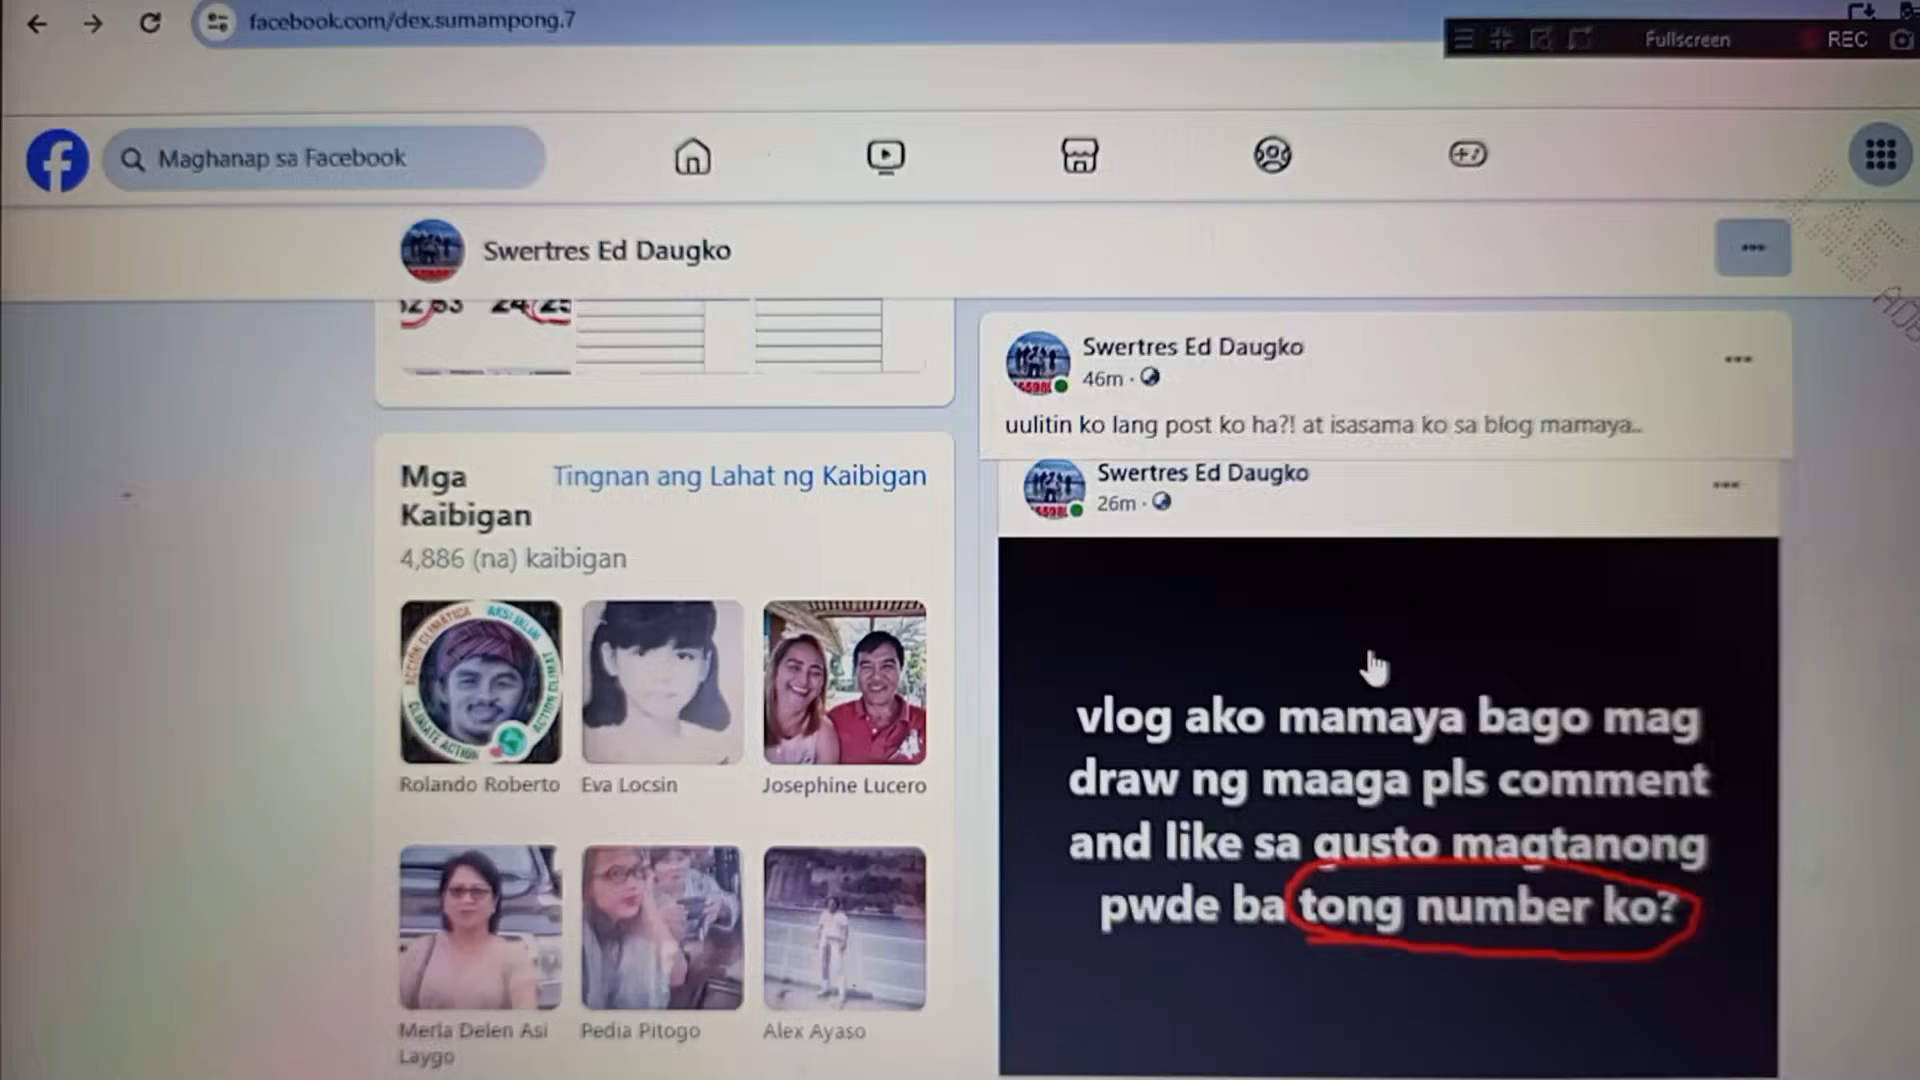 facebook.com/dex.sumampong.7
Fullscreen
REC
Maghanap sa Facebook
Swertres Ed Daugko
Mga Kaibigan
Tingnan ang Lahat ng Kaibigan
4,886 (na) kaibigan
Rolando Roberto
Eva Locsin
Josephine Lucero
Merla Delen Asi
Laygo
Pedia Pitogo
Alex Ayaso
Swertres Ed Daugko
46m
uulitin ko lang post ko ha?! at isasama ko sa blog mamaya..
Swertres Ed Daugko
26m
vlog ako mamaya bago mag
draw ng maaga pls comment
and like sa gusto magtanong
pwde ba tong number ko?